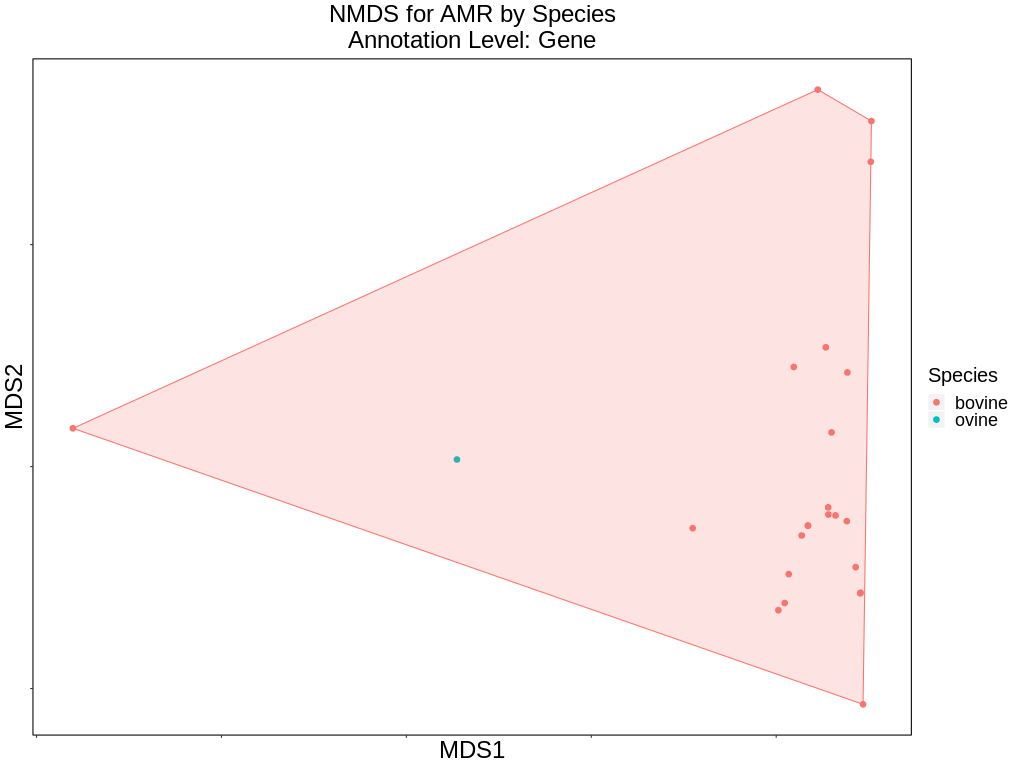 NMDS for AMR by Species
Annotation Level: Gene
MDS2
Species
bovine
ovine
MDS1